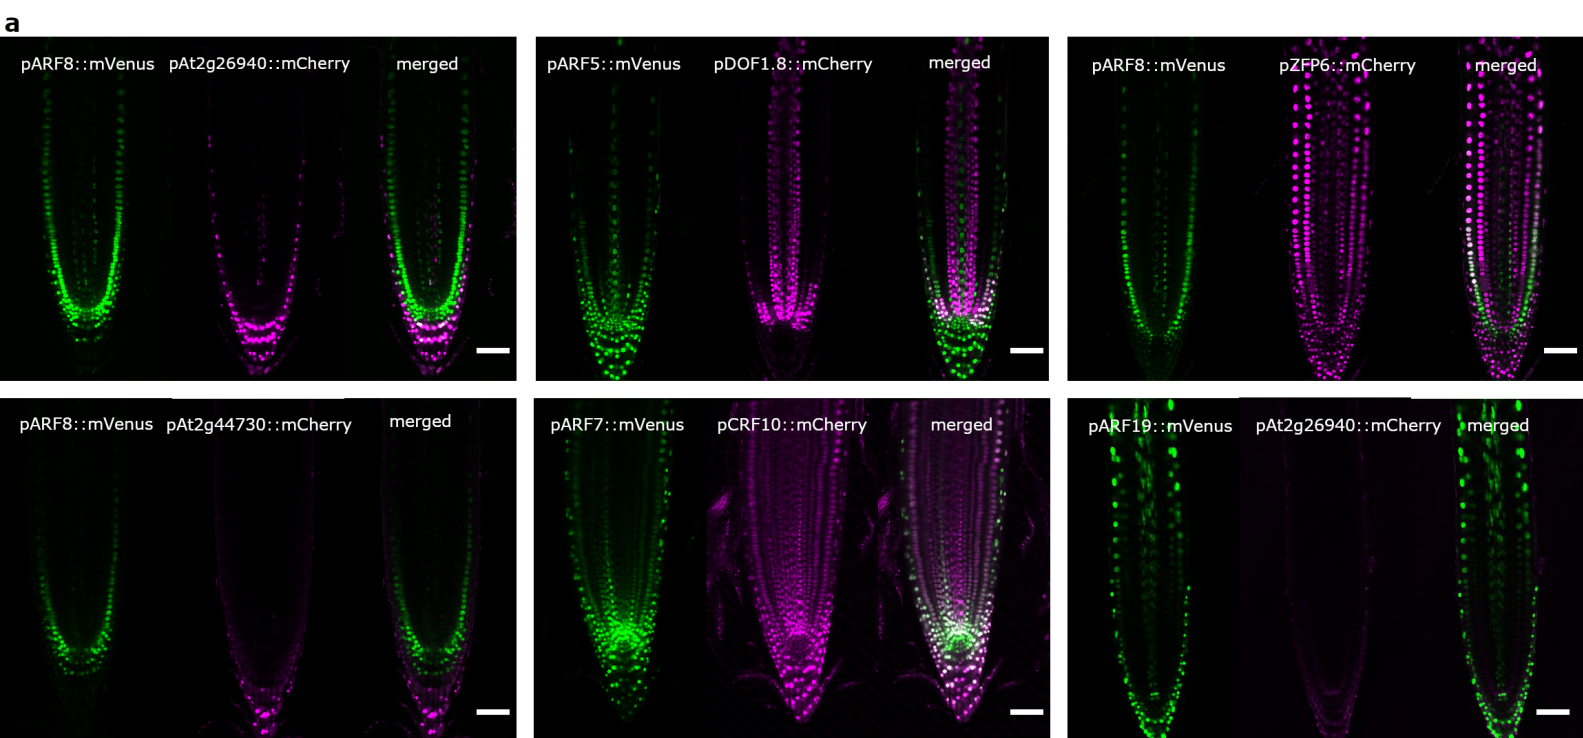 a
pARF8::mVenus pAt2g26940::mCherry merged
pARF5::mVenus pDOF1.8::mCherry merged
pARF8::mVenus pZFP6::mCherry merged
pARF8::mVenus pAt2g44730::mCherry merged
pARF7::mVenus pCRF10::mCherry merged
pARF19::mVenus pAt2g26940::mCherry merged